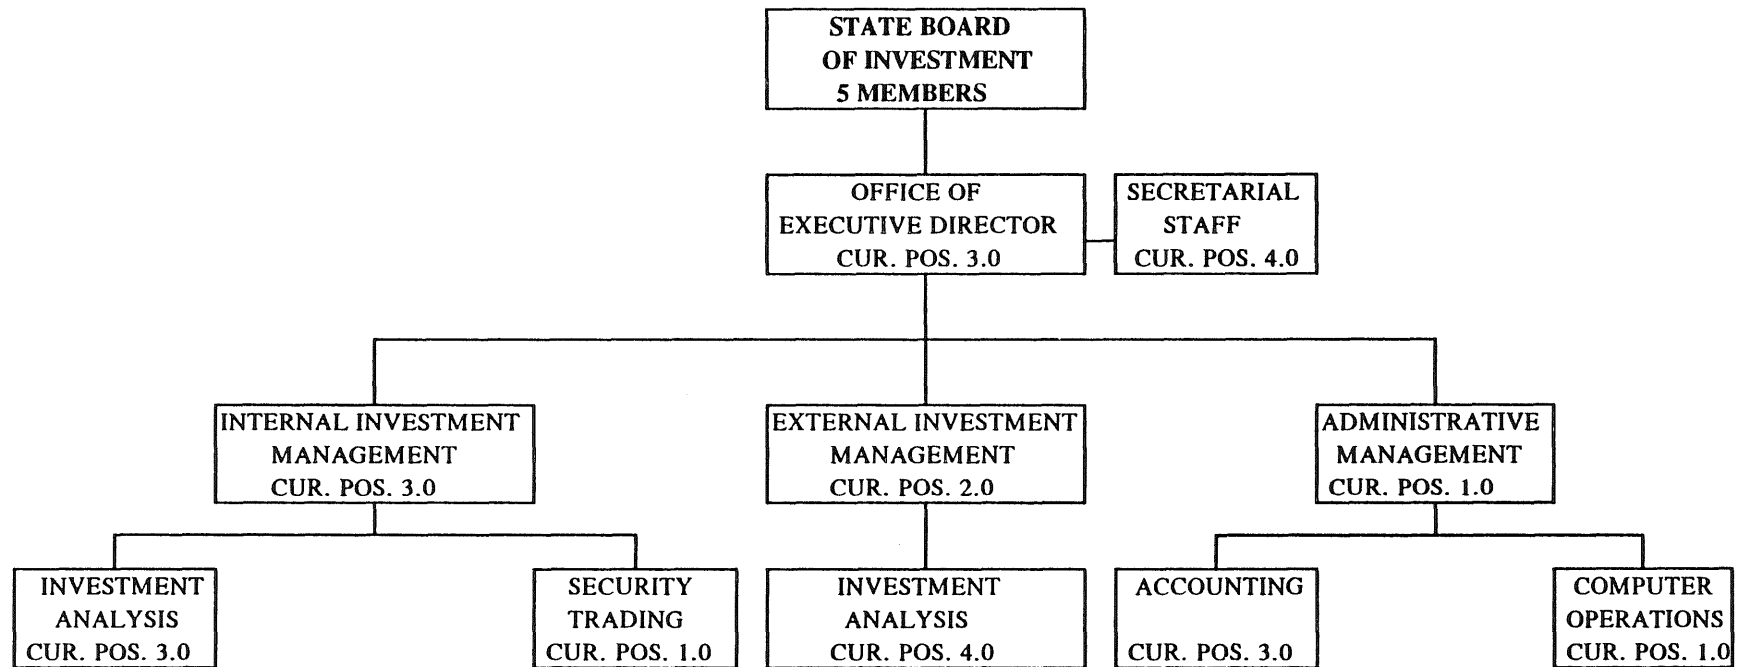 STATE BOARD
OF INVESTMENT
5 MEMBERS
OFFICE OF
EXECUTIVE DIRECTOR
CUR. POS. 3.0
SECRETARIAL
STAFF
CUR. POS. 4.0
INTERNAL INVESTMENT
MANAGEMENT
CUR. POS. 3.0
EXTERNAL INVESTMENT
MANAGEMENT
CUR. POS. 2.0
ADMINISTRATIVE
MANAGEMENT
CUR. POS. 1.0
INVESTMENT
ANALYSIS
CUR. POS. 3.0
SECURITY
TRADING
CUR. POS. 1.0
INVESTMENT
ANALYSIS
CUR. POS. 4.0
ACCOUNTING
CUR. POS. 3.0
COMPUTER
OPERATIONS
CUR. POS. 1.0